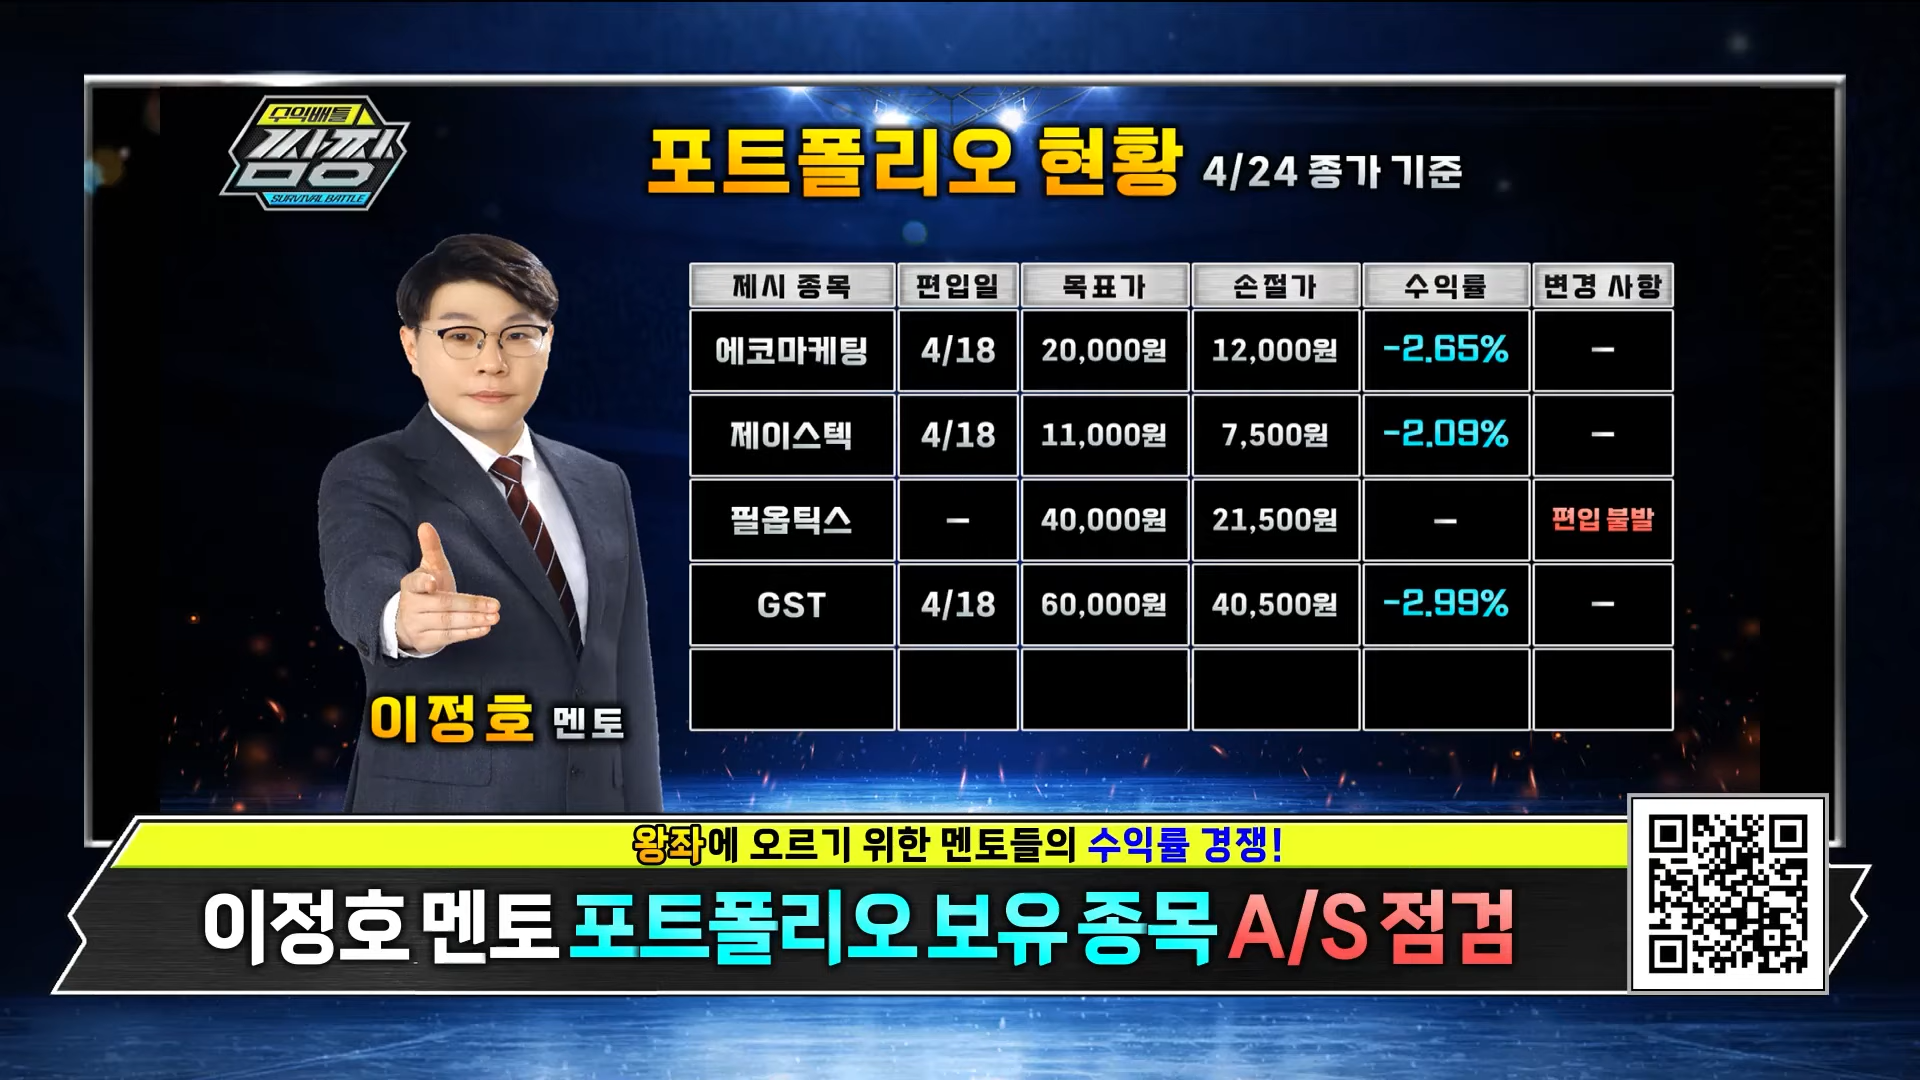 수익배틀
찜짱
SURVIVAL BATTLE
포트폴리오 현황 4/24 종가 기준
제시 종목 편입일 목표가 손절가 수익률 변경 사항
에코마케팅 4/18 20,000원 12,000원 -2.65% –
제이스텍 4/18 11,000원 7,500원 -2.09% –
필옵틱스 – 40,000원 21,500원 – 편입 불발
GST 4/18 60,000원 40,500원 -2.99% –
이정호 멘토
왕좌에 오르기 위한 멘토들의 수익률 경쟁!
이정호 멘토 포트폴리오 보유 종목 A/S 점검